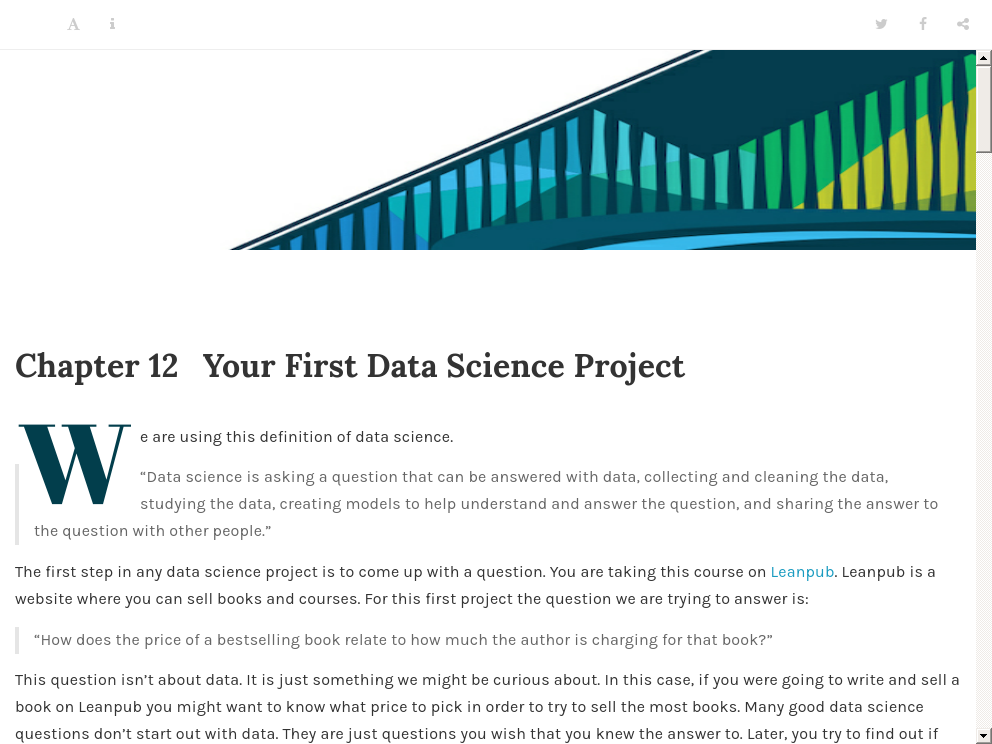 Chapter 12 Your First Data Science Project
We are using this definition of data science.
“Data science is asking a question that can be answered with data, collecting and cleaning the data,
studying the data, creating models to help understand and answer the question, and sharing the answer to
the question with other people.”
The first step in any data science project is to come up with a question. You are taking this course on Leanpub. Leanpub is a
website where you can sell books and courses. For this first project the question we are trying to answer is:
“How does the price of a bestselling book relate to how much the author is charging for that book?”
This question isn’t about data. It is just something we might be curious about. In this case, if you were going to write and sell a
book on Leanpub you might want to know what price to pick in order to try to sell the most books. Many good data science
questions don’t start out with data. They are just questions you wish that you knew the answer to. Later, you try to find out if